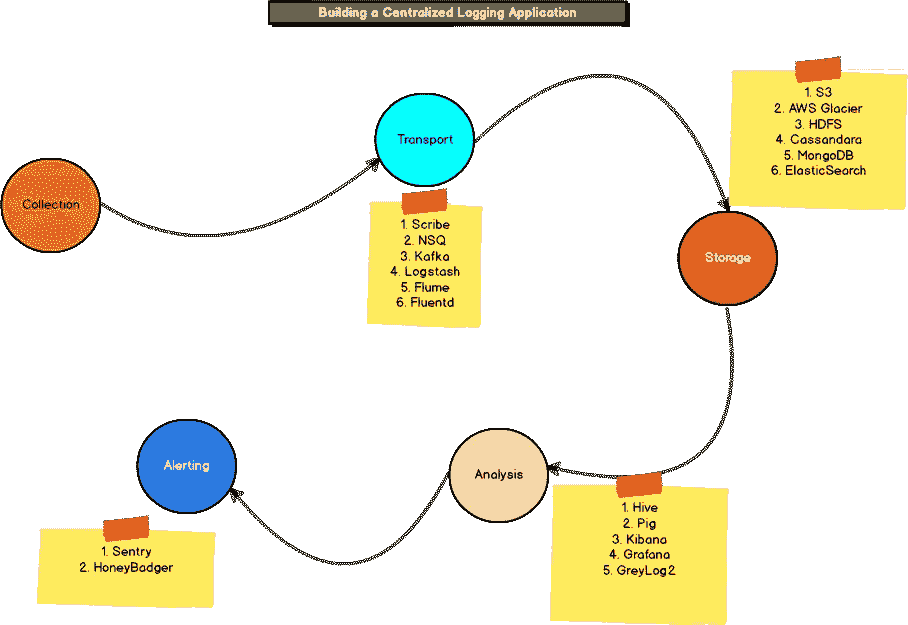 Building a Centralized Logging Application
Collection
Transport
1. Scribe
2. NSQ
3. Kafka
4. Logstash
5. Flume
6. Fluentd
1. S3
2. AWS Glacier
3. HDFS
4. Cassandara
5. MongoDB
6. ElasticSearch
Storage
Analysis
1. Hive
2. Pig
3. Kibana
4. Grafana
5. GreyLog2
Alerting
1. Sentry
2. HoneyBadger